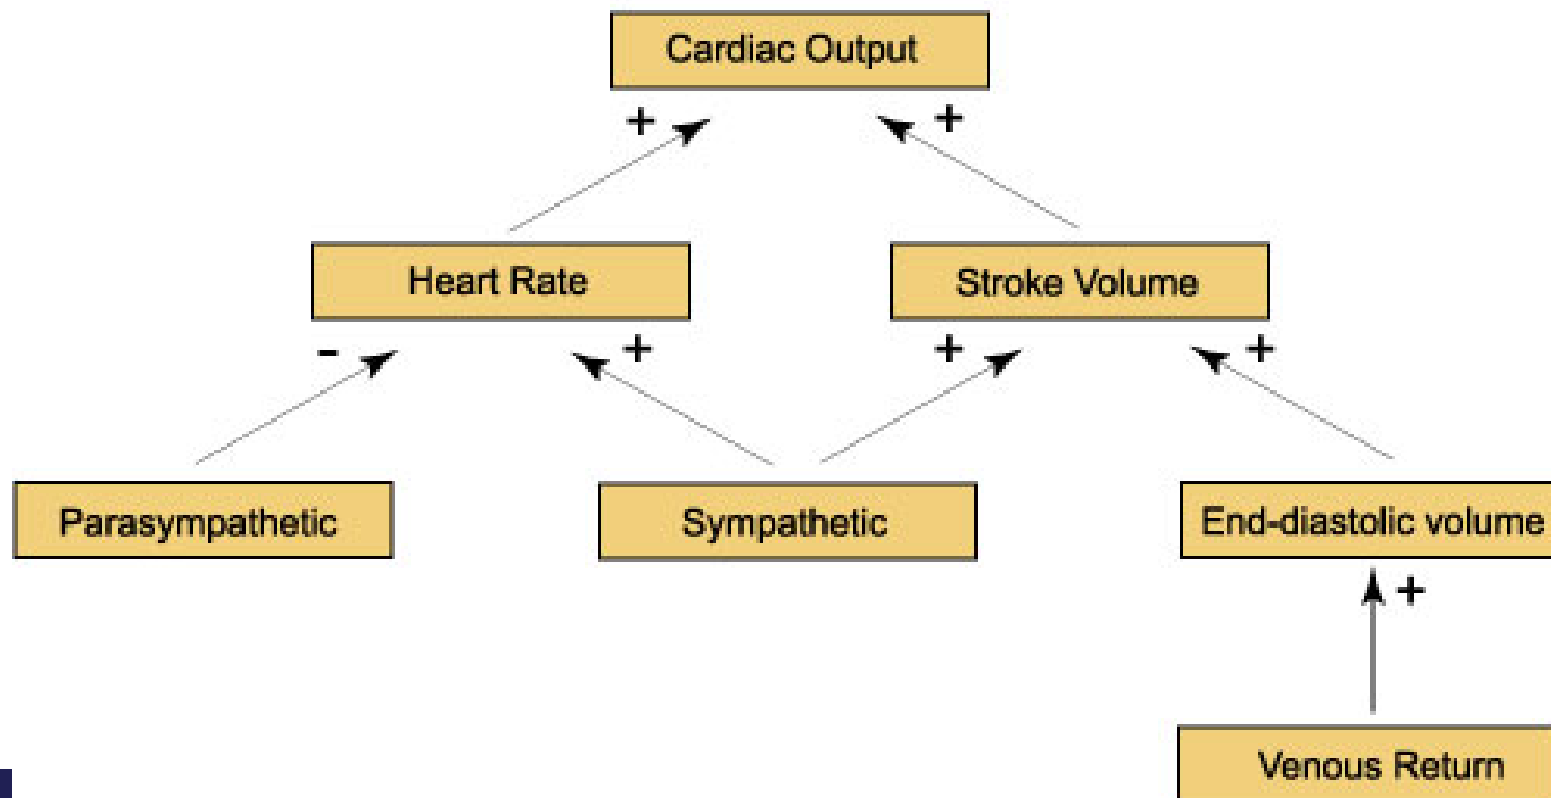 Cardiac Output
+ +
Heart Rate Stroke Volume
- + + +
Parasympathetic Sympathetic End-diastolic volume
+
Venous Return